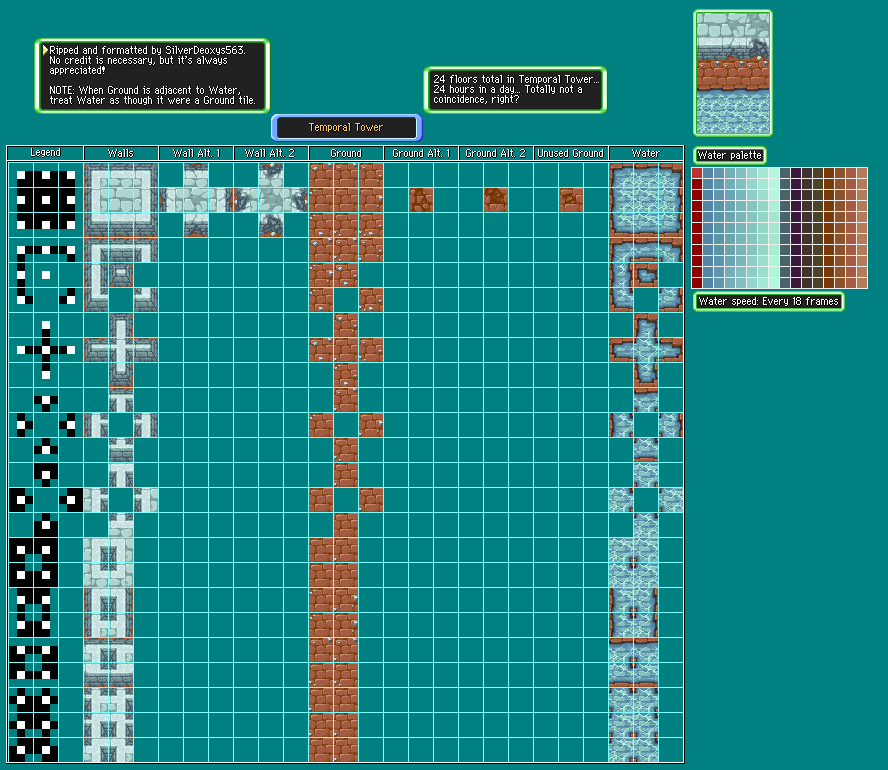 Ripped and formatted by SilverDeoxys563.
No credit is necessary, but it's always
appreciated!
NOTE: When Ground is adjacent to Water,
treat Water as though it were a Ground tile.
24 floors total in Temporal Tower...
24 hours in a day... Totally not a
coincidence, right?
Temporal Tower
Legend Walls Wall Alt. 1 Wall Alt. 2 Ground Ground Alt. 1 Ground Alt. 2 Unused Ground Water
Water palette
Water speed: Every 18 frames